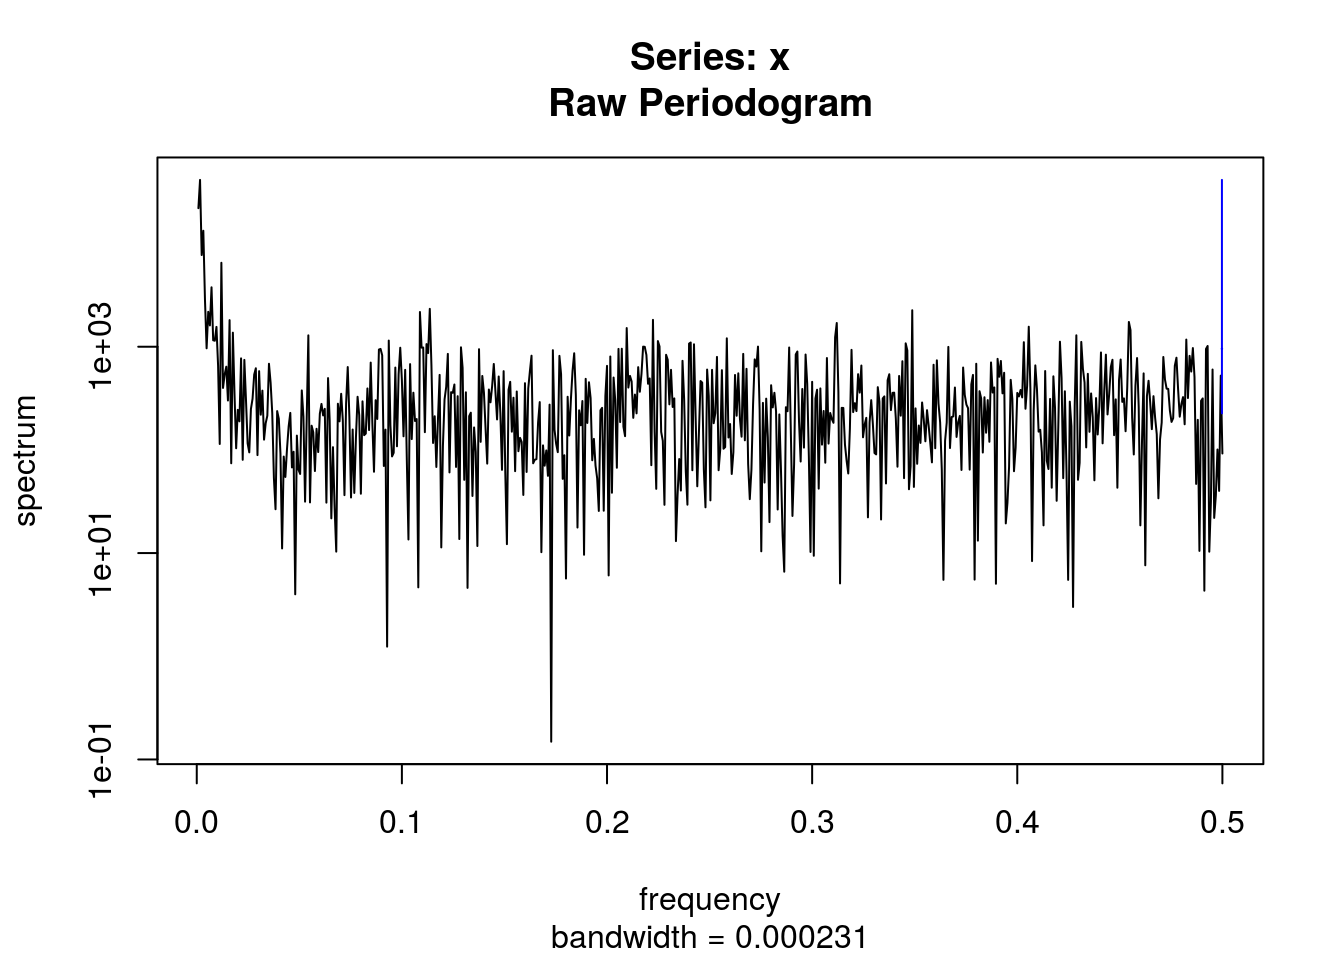 Series: x
Raw Periodogram
spectrum
1e+03
1e+01
1e-01
0.0 0.1 0.2 0.3 0.4 0.5
frequency
bandwidth = 0.000231